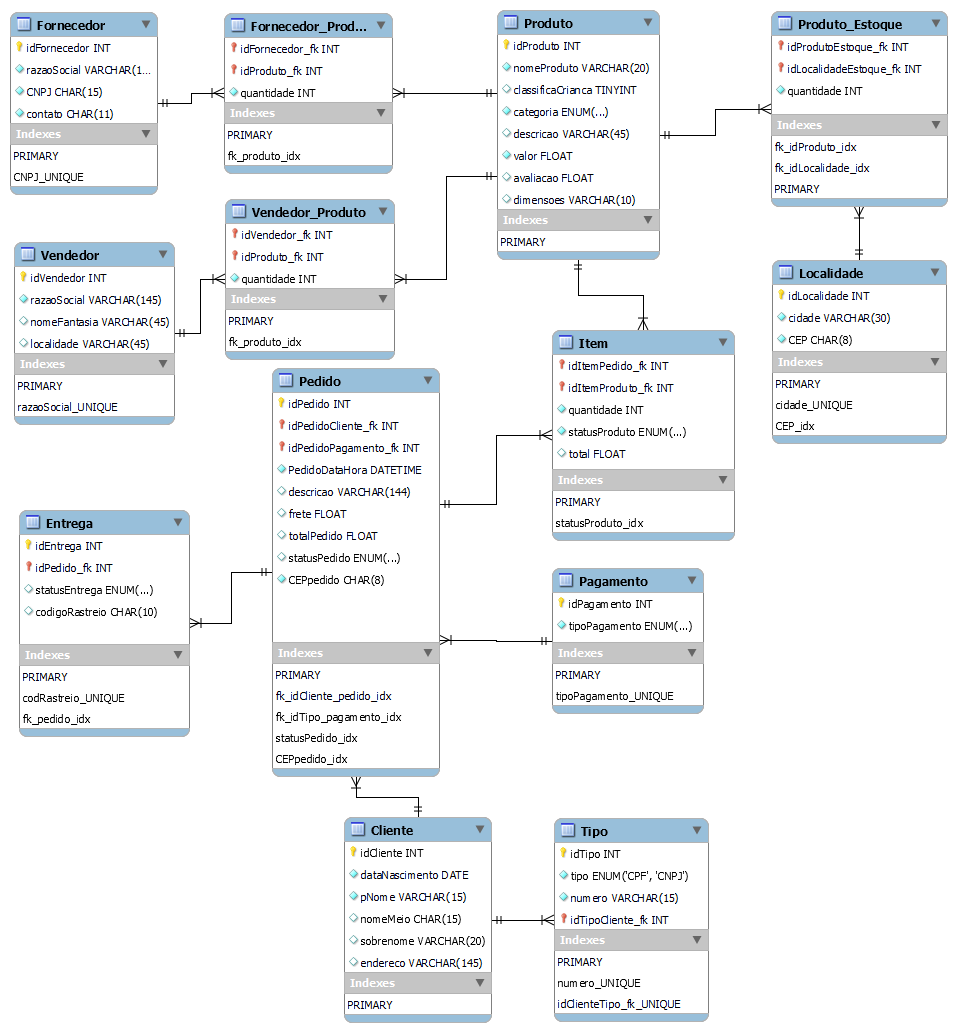 Fornecedor
idFornecedor INT
razaoSocial VARCHAR(1...
CNPJ CHAR(15)
contato CHAR(11)
Indexes
PRIMARY
CNPJ_UNIQUE
Fornecedor_Prod...
idFornecedor_fk INT
idProduto_fk INT
quantidade INT
Indexes
PRIMARY
fk_produto_idx
Produto
idProduto INT
nomeProduto VARCHAR(20)
classificaCrianca TINYINT
categoria ENUM(...)
descricao VARCHAR(45)
valor FLOAT
avaliacao FLOAT
dimensoes VARCHAR(10)
Indexes
PRIMARY
Produto_Estoque
idProdutoEstoque_fk INT
idLocalidadeEstoque_fk INT
quantidade INT
Indexes
fk_idProduto_idx
fk_idLocalidade_idx
PRIMARY
Vendedor
idVendedor INT
razaoSocial VARCHAR(145)
nomeFantasia VARCHAR(45)
localidade VARCHAR(45)
Indexes
PRIMARY
razaoSocial_UNIQUE
Vendedor_Produto
idVendedor_fk INT
idProduto_fk INT
quantidade INT
Indexes
PRIMARY
fk_produto_idx
Localidade
idLocalidade INT
cidade VARCHAR(30)
CEP CHAR(8)
Indexes
PRIMARY
cidade_UNIQUE
CEP_idx
Item
idItemPedido_fk INT
idItemProduto_fk INT
quantidade INT
statusProduto ENUM(...)
total FLOAT
Indexes
PRIMARY
statusProduto_idx
Pedido
idPedido INT
idPedidoCliente_fk INT
idPedidoPagamento_fk INT
PedidoDataHora DATETIME
descricao VARCHAR(144)
frete FLOAT
totalPedido FLOAT
statusPedido ENUM(...)
CEPpedido CHAR(8)
Indexes
PRIMARY
fk_idCliente_pedido_idx
fk_idTipo_pagamento_idx
statusPedido_idx
CEPpedido_idx
Entrega
idEntrega INT
idPedido_fk INT
statusEntrega ENUM(...)
codigoRastreio CHAR(10)
Indexes
PRIMARY
codRastreio_UNIQUE
fk_pedido_idx
Pagamento
idPagamento INT
tipoPagamento ENUM(...)
Indexes
PRIMARY
tipoPagamento_UNIQUE
Cliente
idCliente INT
dataNascimento DATE
pNome VARCHAR(15)
nomeMeio CHAR(15)
sobrenome VARCHAR(20)
endereco VARCHAR(145)
Indexes
PRIMARY
Tipo
idTipo INT
tipo ENUM('CPF', 'CNPJ')
numero VARCHAR(15)
idTipoCliente_fk INT
Indexes
PRIMARY
numero_UNIQUE
idClienteTipo_fk_UNIQUE